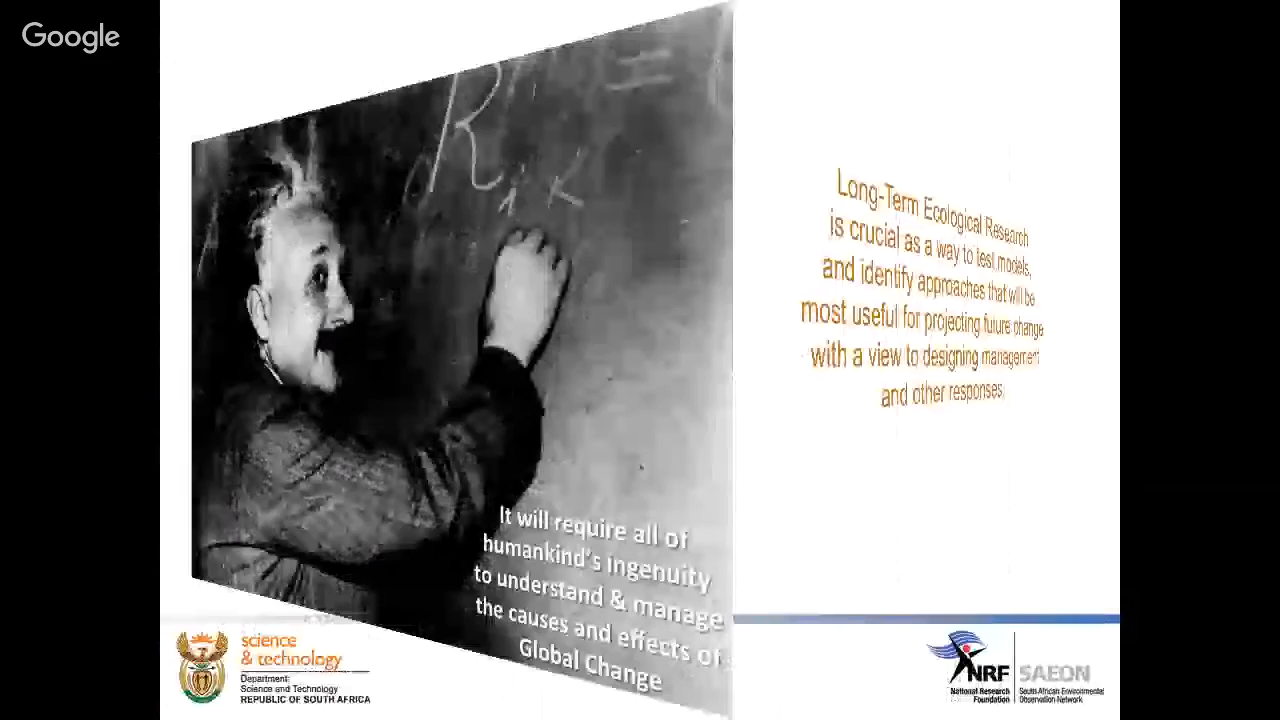 Google
R =
i K
Long-Term Ecological Research
is crucial as a way to test models,
and identify approaches that will be
most useful for projecting future change
with a view to designing management
and other responses.
It will require all of
humankind's ingenuity
to understand & manage
the causes and effects of
Global Change
science
& technology
Department:
Science and Technology
REPUBLIC OF SOUTH AFRICA
NRF
National Research
Foundation
SAEON
South African Environmental
Observation Network